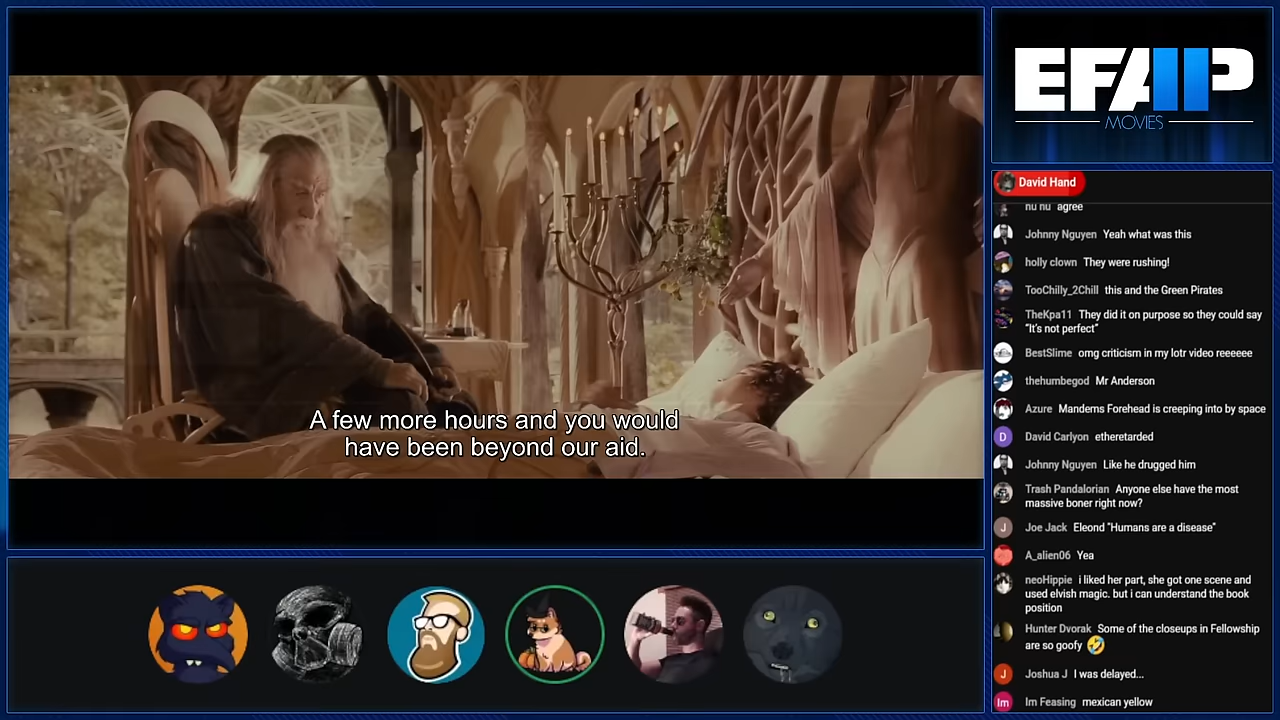 A few more hours and you would
have been beyond our aid.
EFAP
MOVIES
David Hand
nu nu agree
Johnny Nguyen Yeah what was this
holly clown They were rushing!
TooChilly_2Chill this and the Green Pirates
TheKpa11 They did it on purpose so they could say
"It's not perfect"
BestSlime omg criticism in my lotr video reeeeee
thehumbegod Mr Anderson
Azure Mandems Forehead is creeping into by space
D David Carlyon etheretarded
Johnny Nguyen Like he drugged him
Trash Pandalorian Anyone else have the most
massive boner right now?
J Joe Jack Eleond "Humans are a disease"
A_alien06 Yea
neoHippie i liked her part, she got one scene and
used elvish magic. but i can understand the book
position
Hunter Dvorak Some of the closeups in Fellowship
are so goofy 🤣
J Joshua J I was delayed...
Im Im Feasing mexican yellow